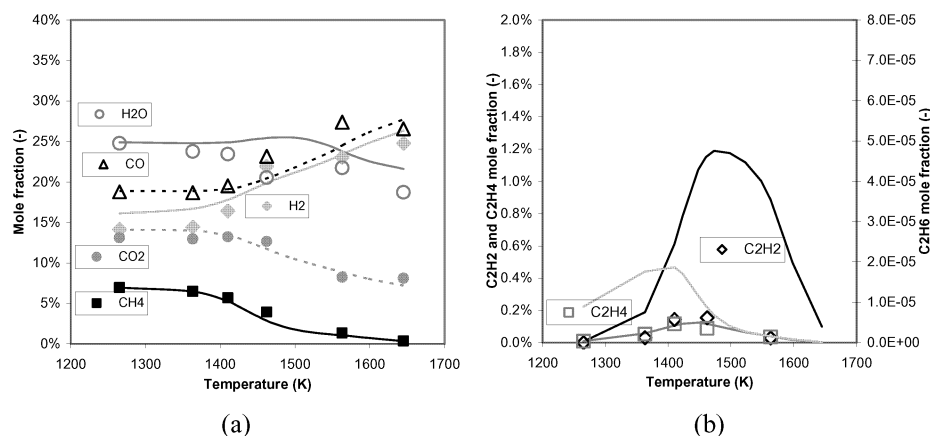 40%
35%
30%
25%
20%
15%
10%
5%
0%
Mole fraction (-)
H2O
CO
H2
CO2
CH4
1200 1300 1400 1500 1600 1700
Temperature (K)
(a)
2.0%
1.8%
1.6%
1.4%
1.2%
1.0%
0.8%
0.6%
0.4%
0.2%
0.0%
C2H2 and C2H4 mole fraction (-)
C2H2
C2H4
8.0E-05
7.0E-05
6.0E-05
5.0E-05
4.0E-05
3.0E-05
2.0E-05
1.0E-05
0.0E+00
C2H6 mole fraction (-)
1200 1300 1400 1500 1600 1700
Temperature (K)
(b)